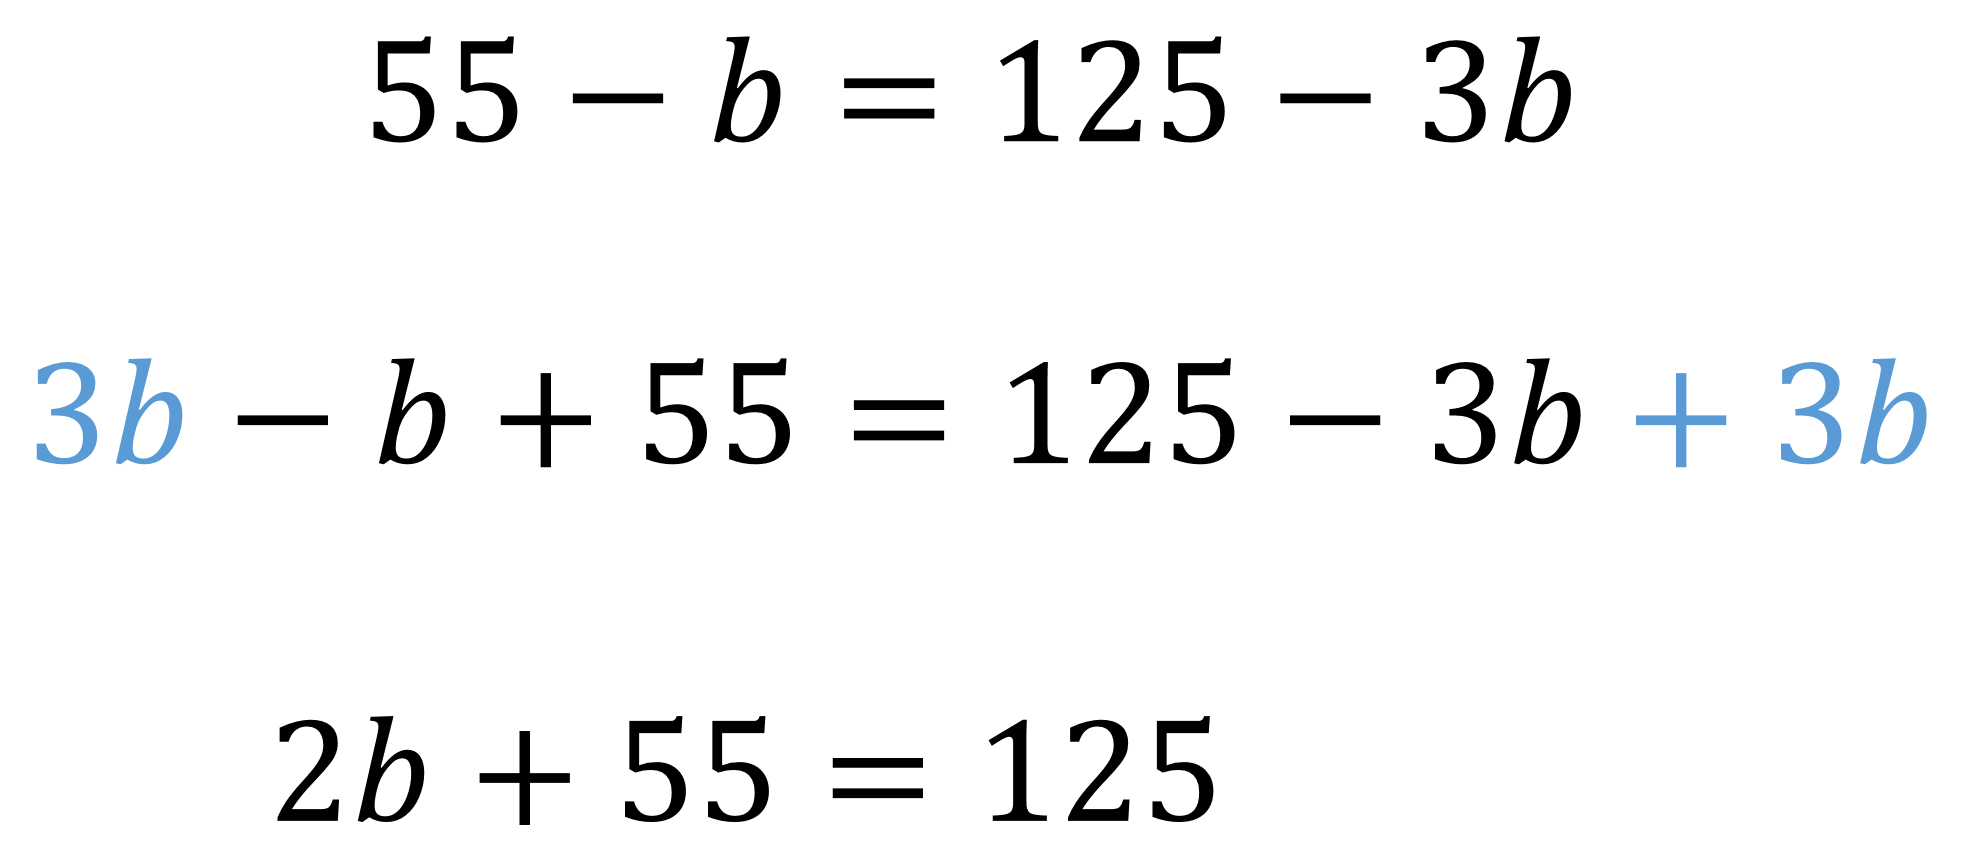 55 − b = 125 − 3b
3b − b + 55 = 125 − 3b + 3b
2b + 55 = 125